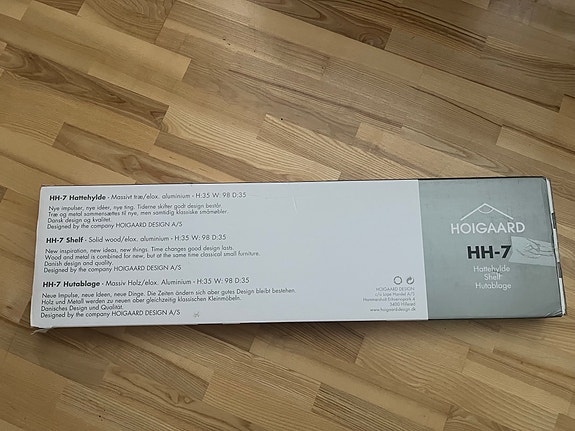 HH-7 Hattehylde - Massivt træ/elox. aluminium - H:35 W: 98 D:35
Nye impulser, nye ideer, nye ting. Tiderne skifter godt design består.
Træ og metal sammensættes til nye, men samtidig klassiske småmøbler.
Dansk design og kvalitet.
Designed by the company HOIGAARD DESIGN A/S
HH-7 Shelf - Solid wood/elox. aluminium - H:35 W: 98 D:35
New inspiration, new ideas, new things. Time changes good design lasts.
Wood and metal is combined for new, but at the same time classical small furniture.
Danish design and quality.
Designed by the company HOIGAARD DESIGN A/S
HH-7 Hutablage - Massiv Holz/elox. Aluminium - H:35 W: 98 D:35
Neue Impulse, neue Ideen, neue Dinge. Die Zeiten ändern sich aber gutes Design bleibt bestehen.
Holz und Metall werden zu neuen aber gleichzeitig klassischen Kleinmöbeln.
Danisches Design und Qualität.
Designed by the company HOIGAARD DESIGN A/S
HOIGAARD DESIGN
c/o Luxe Handel A/S
3400 Hillerød
www.hoigaard-design.dk
HOIGAARD
HH-7
Hattehylde
Shelf
Hutablage